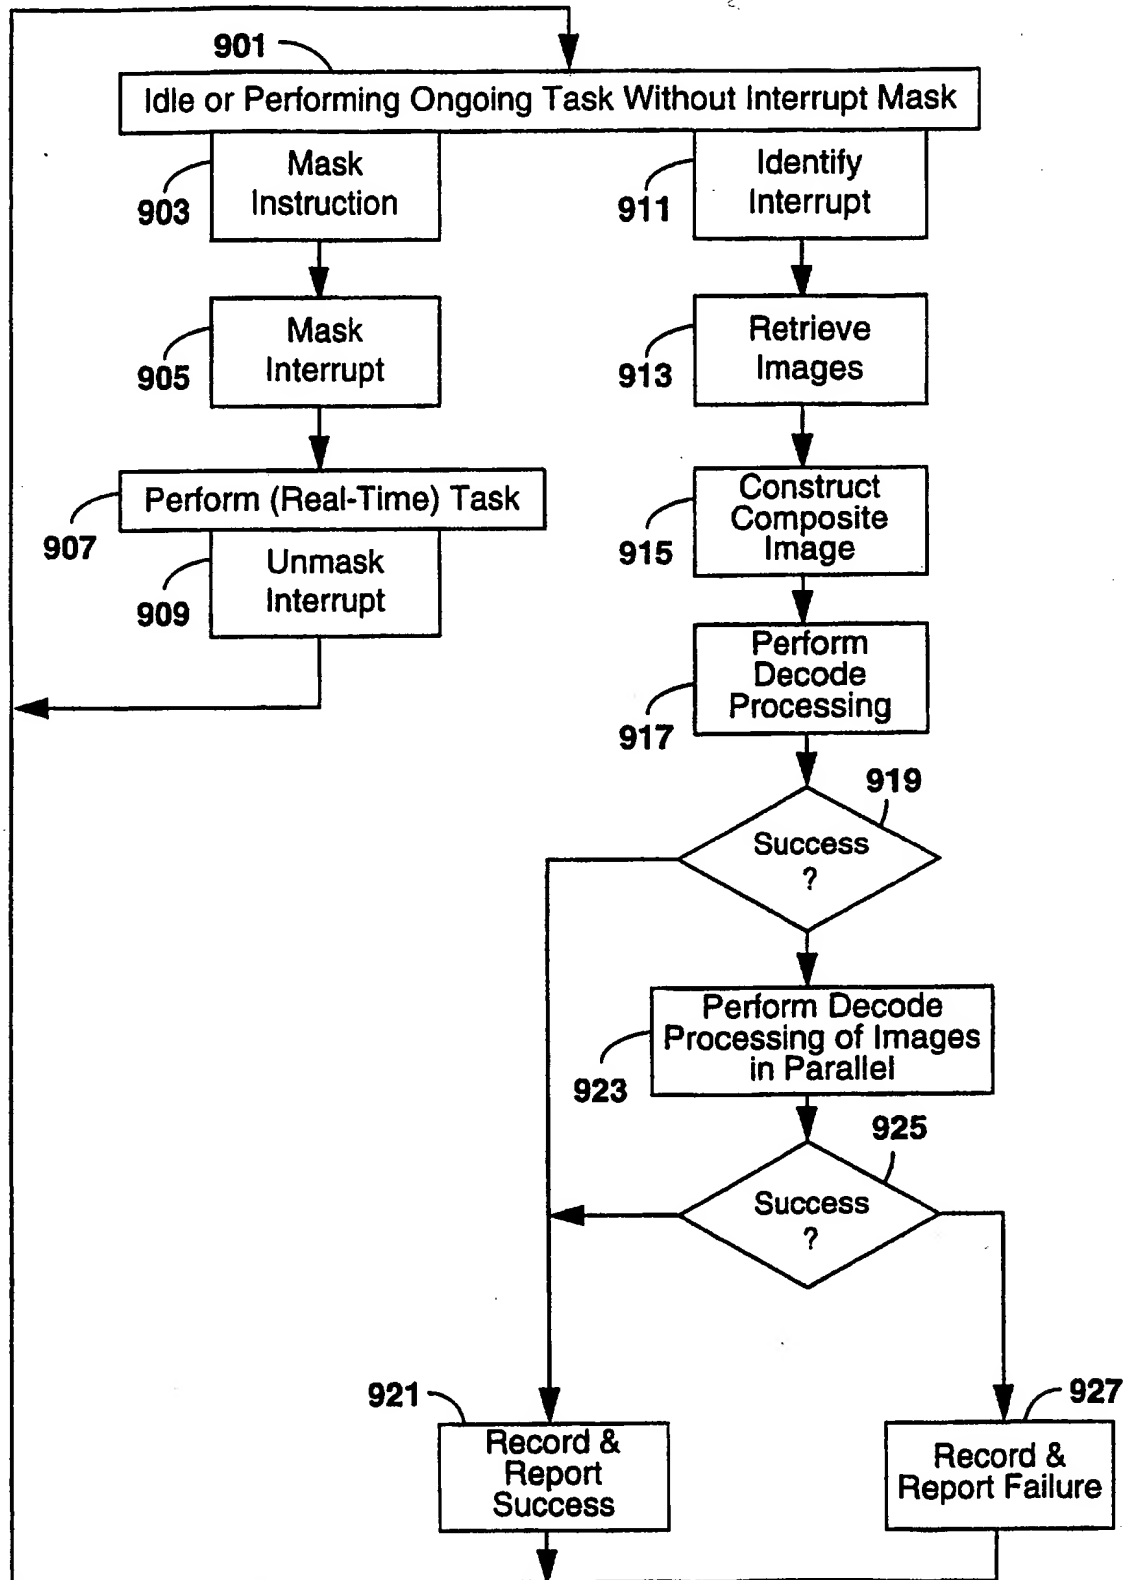 901
Idle or Performing Ongoing Task Without Interrupt Mask
903
Mask
Instruction
905
Mask
Interrupt
907
Perform (Real-Time) Task
909
Unmask
Interrupt
911
Identify
Interrupt
913
Retrieve
Images
915
Construct
Composite
Image
917
Perform
Decode
Processing
919
Success
?
923
Perform Decode
Processing of Images
in Parallel
925
Success
?
921
Record &
Report
Success
927
Record &
Report Failure